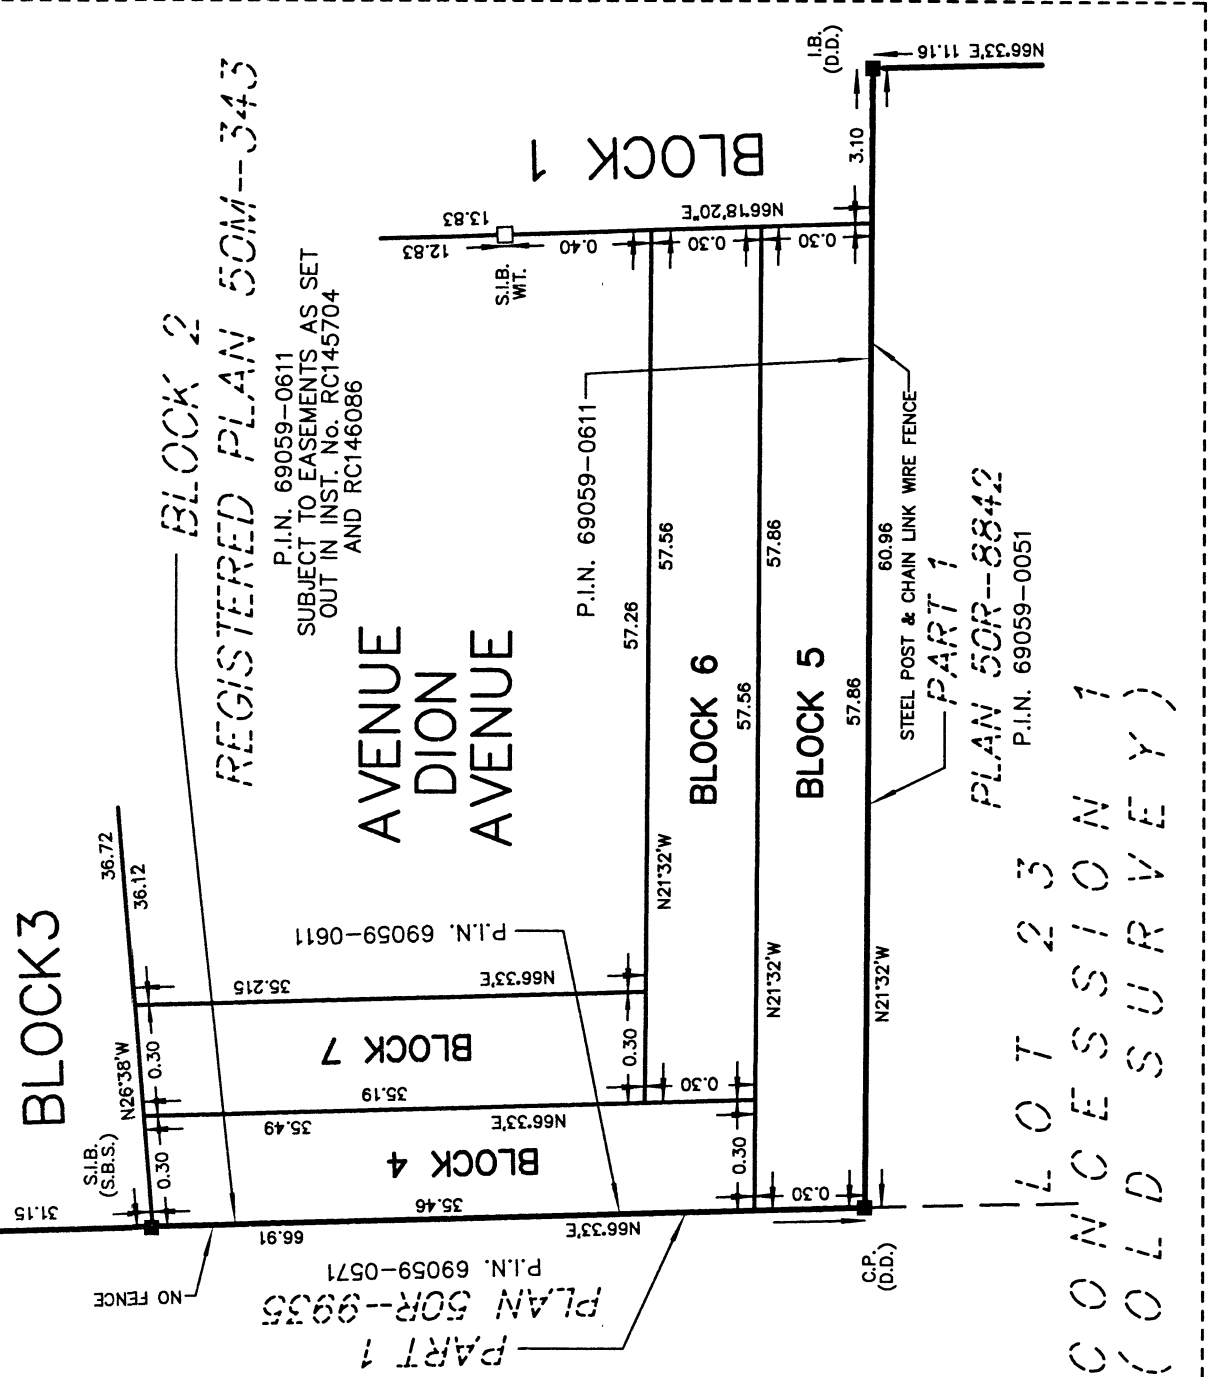 BLOCK 2
REGISTERED PLAN 50M--343
P.I.N. 69059-0611
SUBJECT TO EASEMENTS AS SET
OUT IN INST. No. RC145704
AND RC146086
BLOCK 1
I.B.
(D.D.)
N66°33'E 11.16
3.10
N66°18'20"E
13.83
12.83
S.I.B.
WIT.
0.40
0.30
0.30
P.I.N. 69059-0611
AVENUE
DION
AVENUE
57.26
57.56
N21°32'W
BLOCK 6
57.56
57.86
N21°32'W
BLOCK 5
57.86
60.96
N21°32'W
STEEL POST & CHAIN LINK WIRE FENCE
PART 1
PLAN 50R--8842
P.I.N. 69059-0051
BLOCK3
36.72
36.12
N26°38'W
S.I.B.
(S.B.S.)
31.15
0.30
0.30
P.I.N. 69059-0611
35.215
N66°33'E
BLOCK 7
0.30
35.19
0.30
35.49
N66°33'E
BLOCK 4
0.30
35.46
0.30
66.91
N66°33'E
NO FENCE
P.I.N. 69059-0571
PLAN 50R--9935
PART 1
C.P.
(D.D.)
LOT 23
CONCESSION 1
(OLD SURVEY)